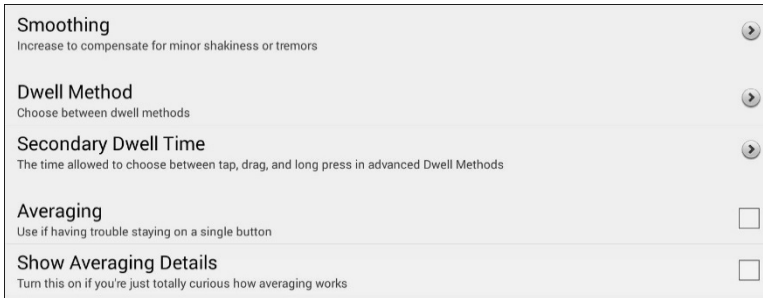 Smoothing
Increase to compensate for minor shakiness or tremors
Dwell Method
Choose between dwell methods
Secondary Dwell Time
The time allowed to choose between tap, drag, and long press in advanced Dwell Methods
Averaging
Use if having trouble staying on a single button
Show Averaging Details
Turn this on if you're just totally curious how averaging works